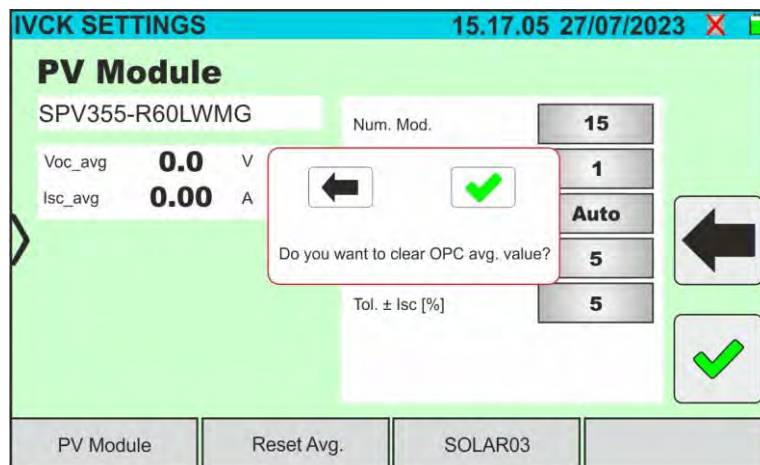 IVCK SETTINGS 15.17.05 27/07/2023
PV Module
SPV355-R60LWMG
Voc_avg 0.0 V
Isc_avg 0.00 A
Num. Mod. 15
1
Auto
5
Tol. ± Isc [%] 5
Do you want to clear OPC avg. value?
PV Module Reset Avg. SOLAR03